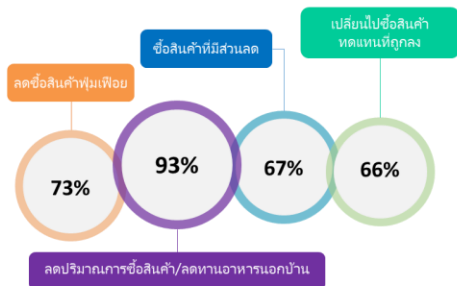 เปลี่ยนไปซื้อสินค้า
ทดแทนที่ถูกลง
ซื้อสินค้าที่มีส่วนลด
ลดซื้อสินค้าฟุ่มเฟือย
73%
93%
67%
66%
ลดปริมาณการซื้อสินค้า/ลดทานอาหารนอกบ้าน